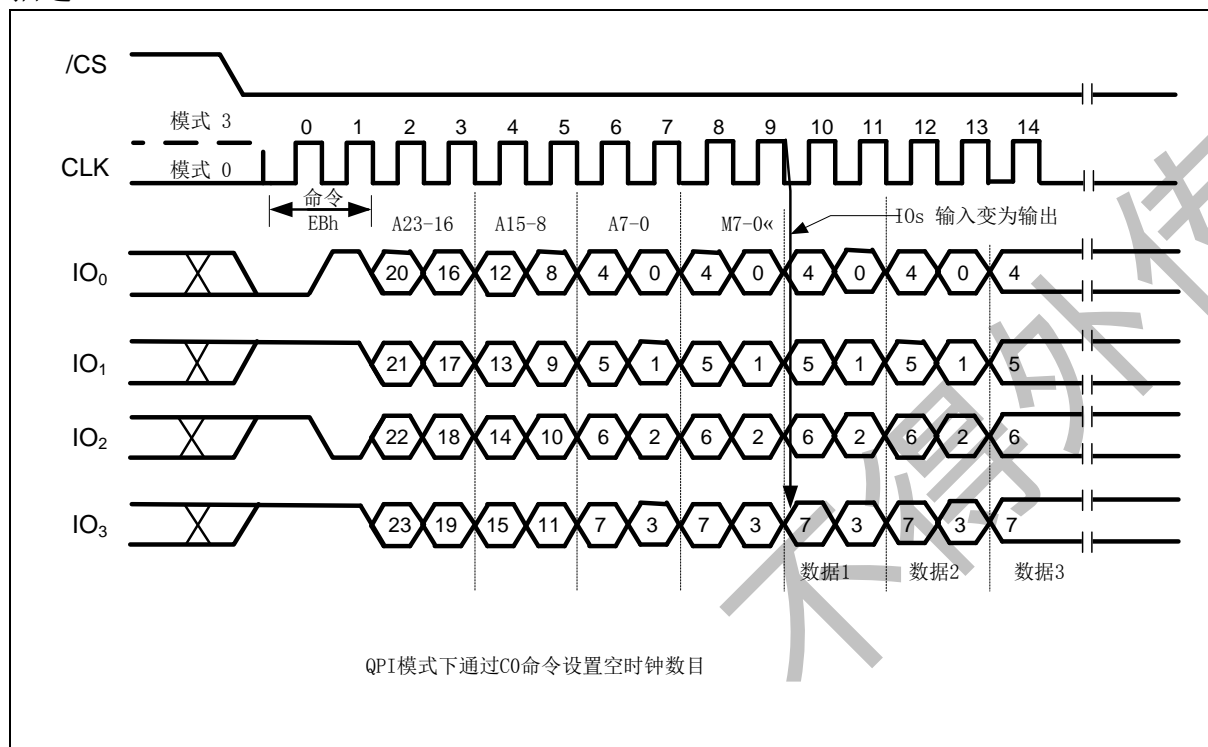 /CS
模式 3
模式 0
CLK
0 1 2 3 4 5 6 7 8 9 10 11 12 13 14
命令
EBh
A23-16 A15-8 A7-0 M7-0«
IOs 输入变为输出
IO₀ 20 16 12 8 4 0 4 0 4 0 4 0 4
IO₁ 21 17 13 9 5 1 5 1 5 1 5 1 5
IO₂ 22 18 14 10 6 2 6 2 6 2 6 2 6
IO₃ 23 19 15 11 7 3 7 3 7 3 7 3 7
数据1 数据2 数据3
QPI模式下通过C0命令设置空时钟数目
不得外传